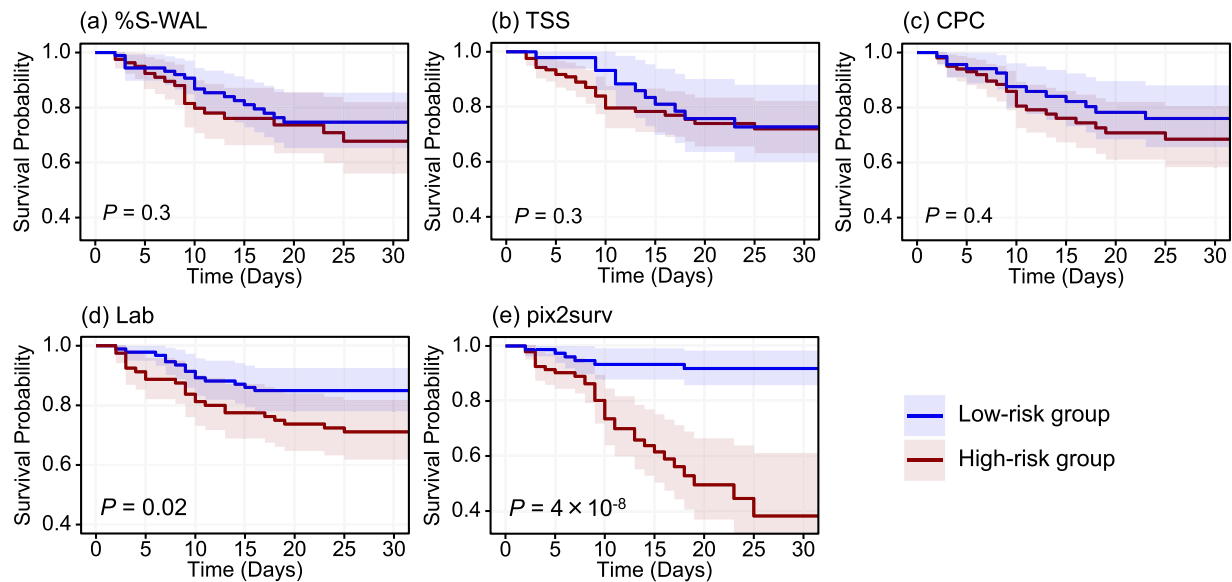 (a) %S-WAL
Survival Probability
1.0
0.8
0.6
0.4
P = 0.3
0 5 10 15 20 25 30
Time (Days)
(b) TSS
Survival Probability
1.0
0.8
0.6
0.4
P = 0.3
0 5 10 15 20 25 30
Time (Days)
(c) CPC
Survival Probability
1.0
0.8
0.6
0.4
P = 0.4
0 5 10 15 20 25 30
Time (Days)
(d) Lab
Survival Probability
1.0
0.8
0.6
0.4
P = 0.02
0 5 10 15 20 25 30
Time (Days)
(e) pix2surv
Survival Probability
1.0
0.8
0.6
0.4
P = 4×10⁻⁸
0 5 10 15 20 25 30
Time (Days)
Low-risk group
High-risk group